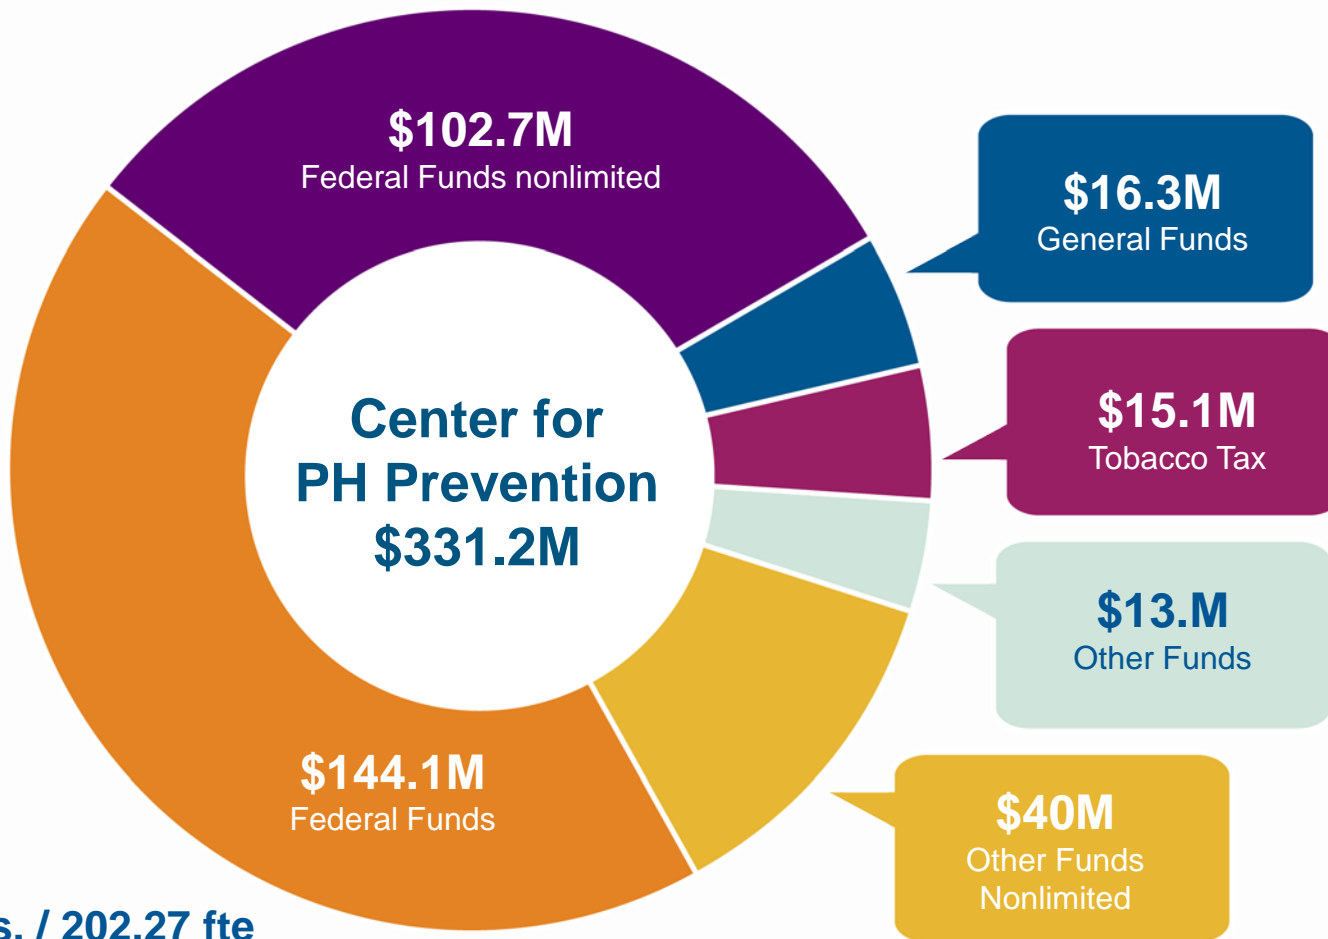 $102.7M
Federal Funds nonlimited
$16.3M
General Funds
$15.1M
Tobacco Tax
Center for
PH Prevention
$331.2M
$13.M
Other Funds
$144.1M
Federal Funds
$40M
Other Funds
Nonlimited
/ 202.27 fte